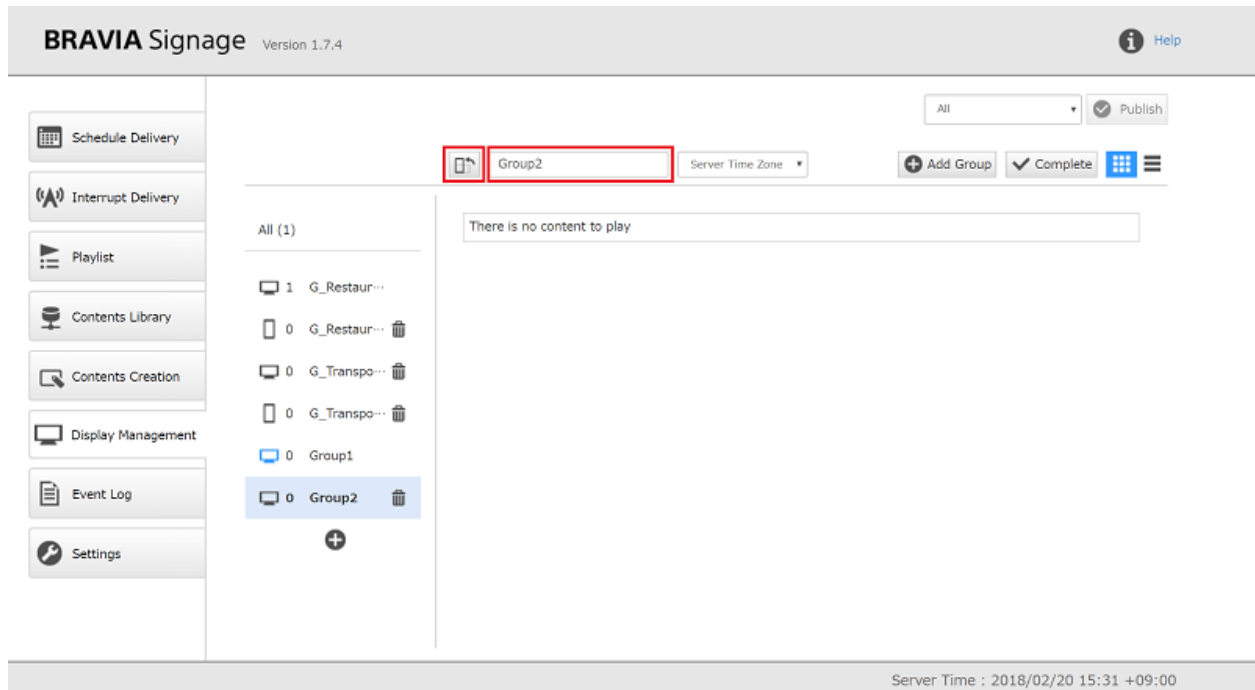 BRAVIA Signage Version 1.7.4
Help
All
Publish
Schedule Delivery
Interrupt Delivery
Playlist
Contents Library
Contents Creation
Display Management
Event Log
Settings
Group2
Server Time Zone
Add Group
Complete
All (1)
1 G_Restaur···
0 G_Restaur···
0 G_Transpo···
0 G_Transpo···
0 Group1
0 Group2
There is no content to play
Server Time : 2018/02/20 15:31 +09:00